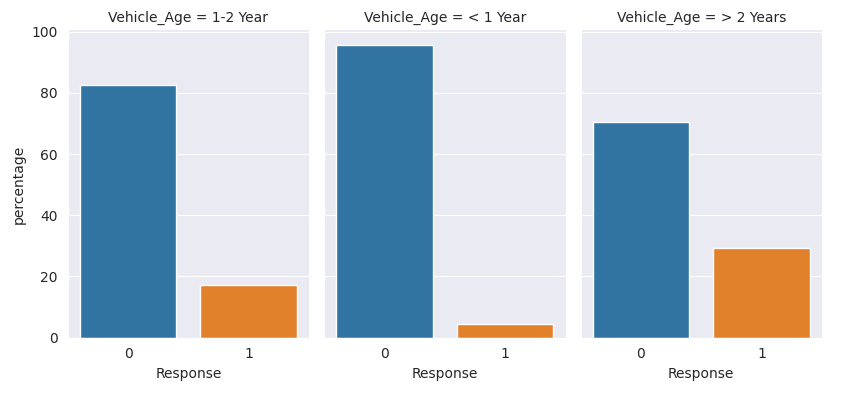 Vehicle_Age = 1-2 Year
Vehicle_Age = < 1 Year
Vehicle_Age = > 2 Years
percentage
100
80
60
40
20
0
0 1
0 1
0 1
Response
Response
Response